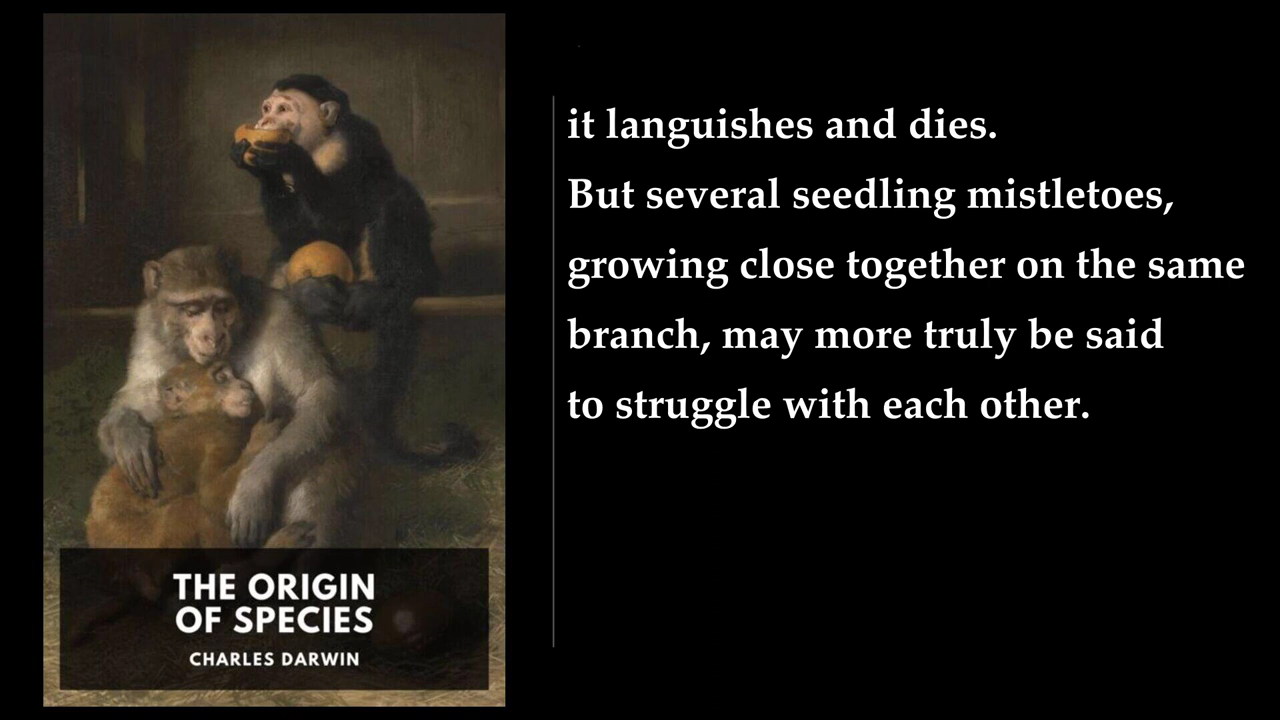 it languishes and dies.
But several seedling mistletoes,
growing close together on the same
branch, may more truly be said
to struggle with each other.
THE ORIGIN
OF SPECIES
CHARLES DARWIN